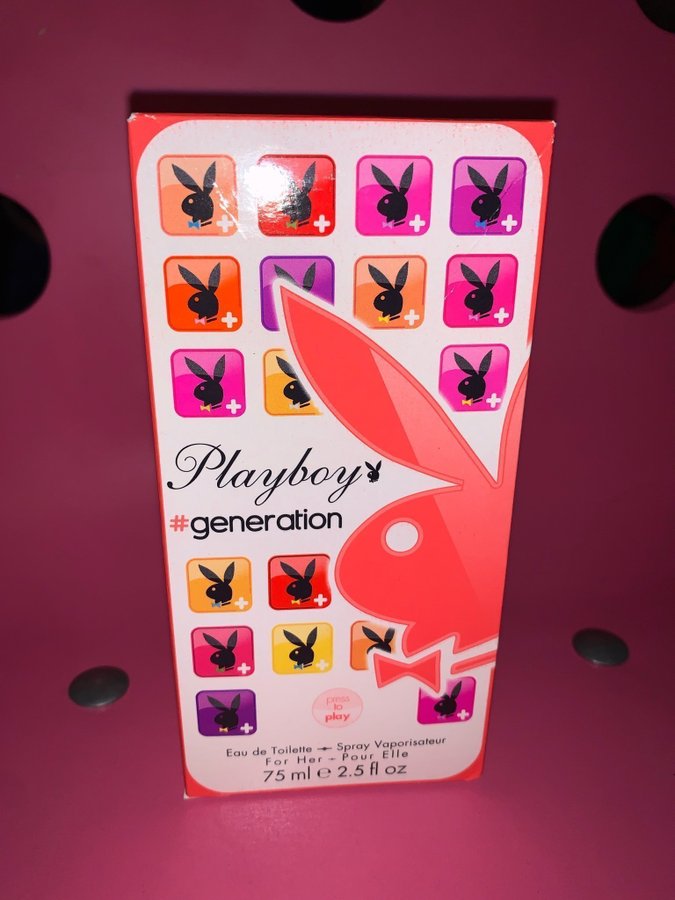 Playboy
#generation
press
to
play
Eau de Toilette - Spray Vaporisateur
For Her - Pour Elle
75 ml e 2.5 fl oz